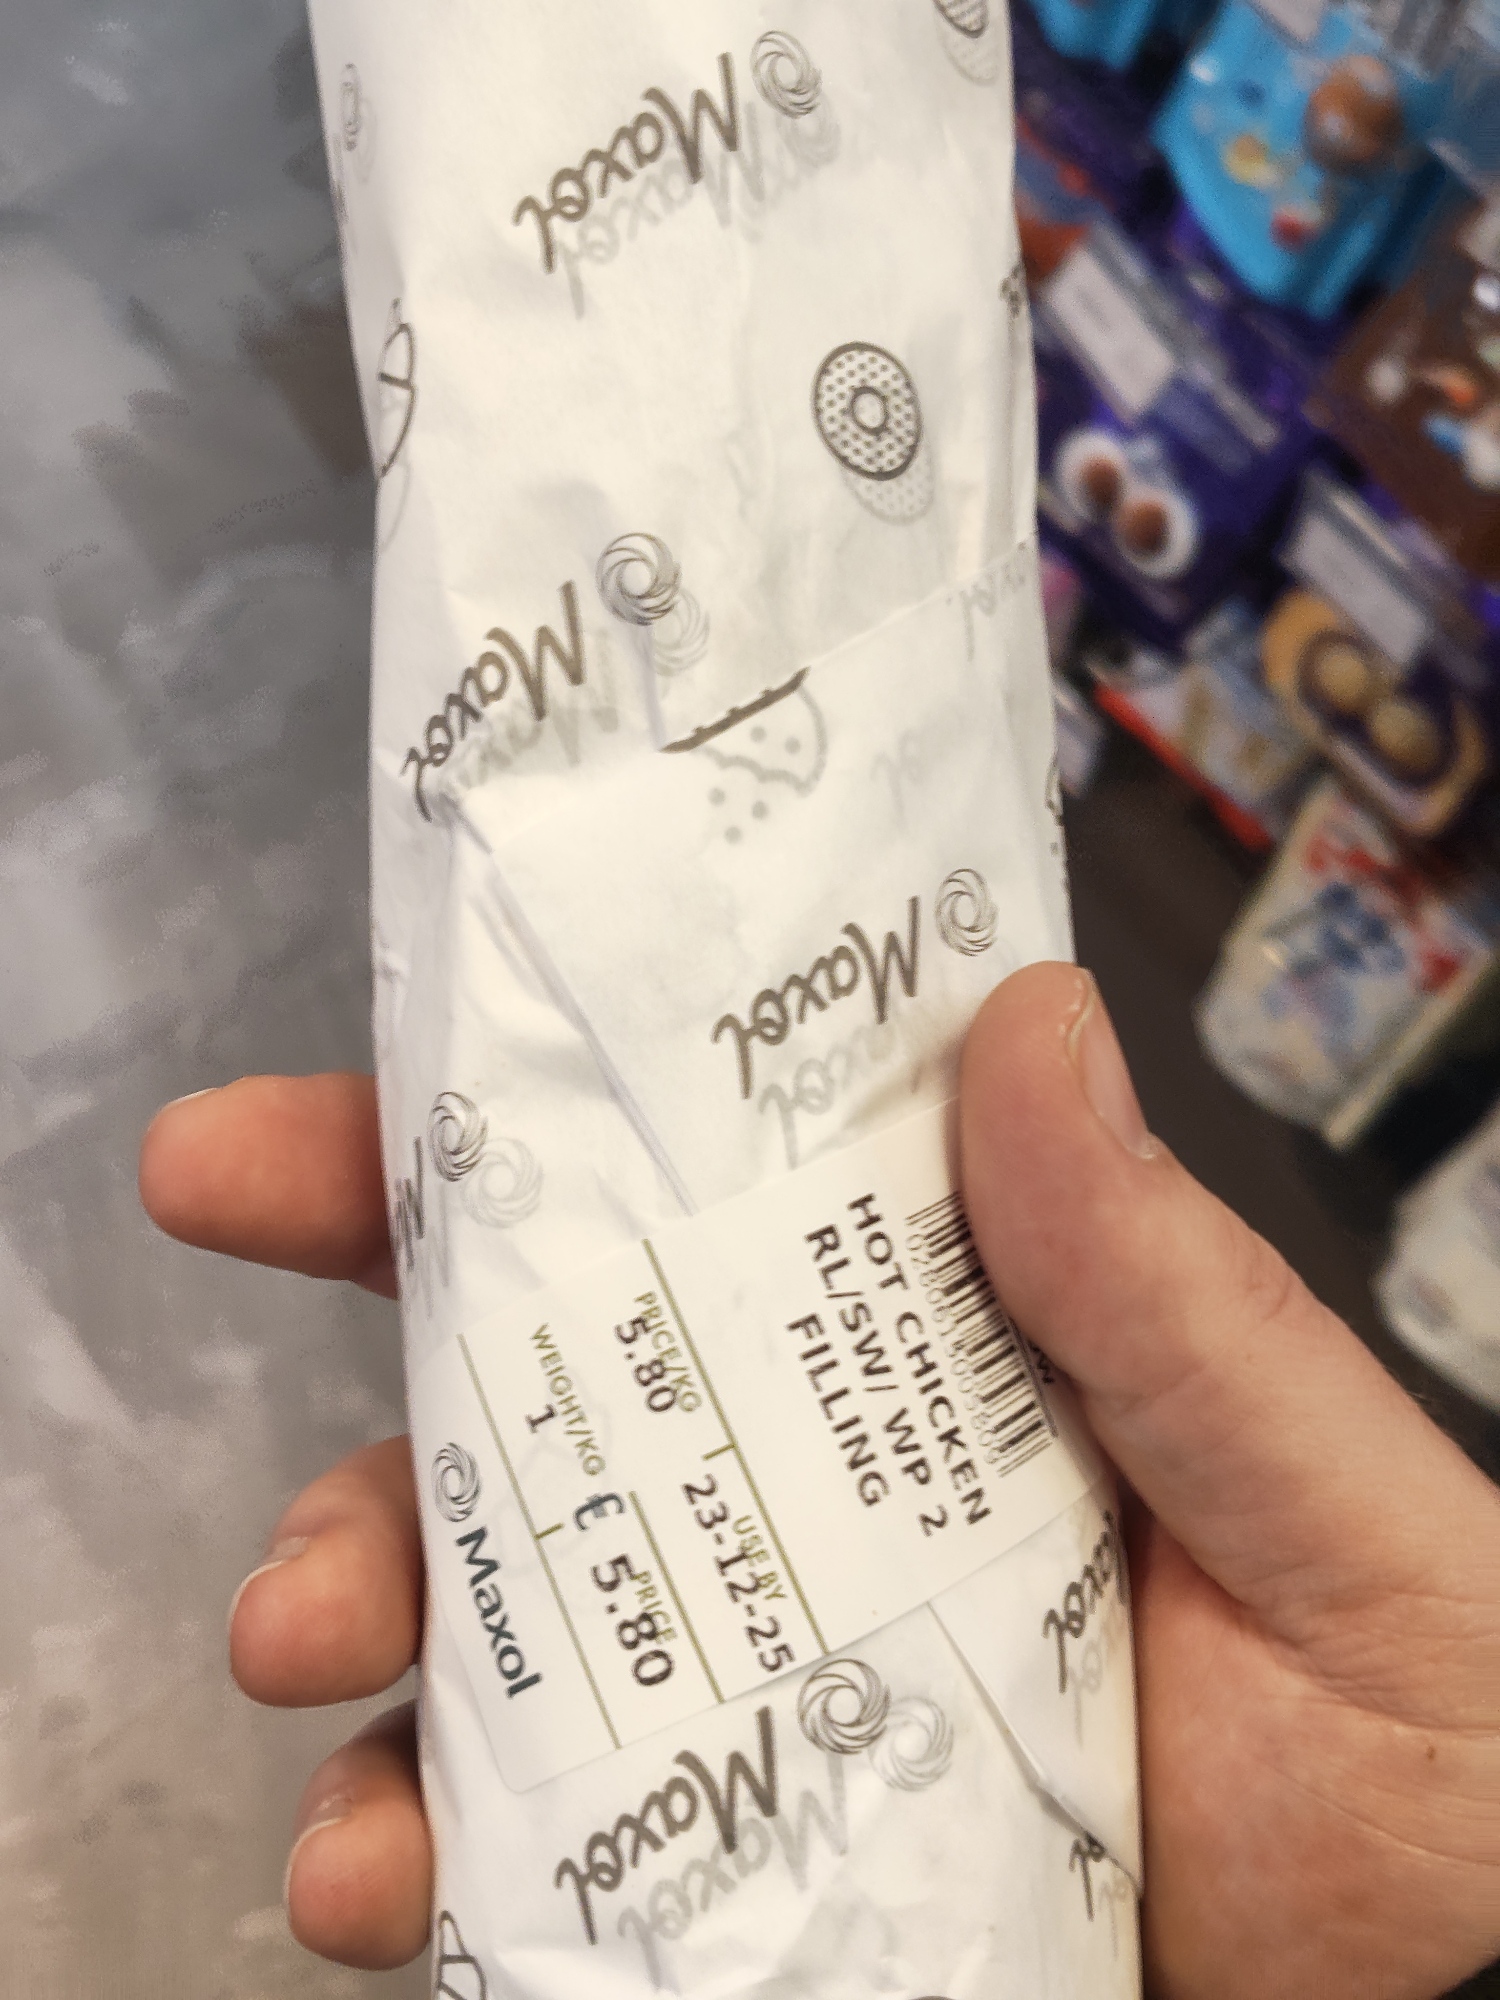 Maxol
Maxol
Maxol
HOT CHICKEN
RL/SW/ WP 2
FILLING
PRICE/KG
5.80
USE BY
23-12-25
WEIGHT/KG
1
PRICE
£ 5.80
Maxol
Maxol